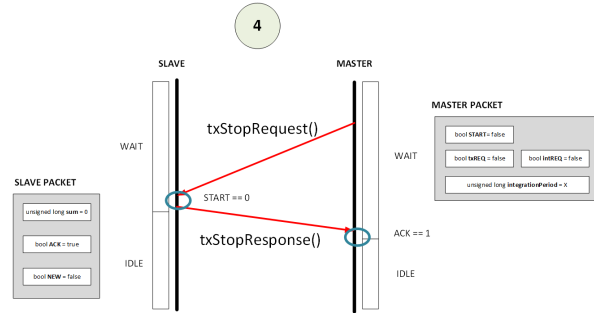 4
SLAVE
MASTER
MASTER PACKET
txStopRequest()
bool START = false
WAIT
WAIT
bool txREQ = false
bool intREQ = false
SLAVE PACKET
unsigned long integrationPeriod = X
START == 0
unsigned long sum = 0
ACK == 1
txStopResponse()
bool ACK = true
IDLE
IDLE
bool NEW = false